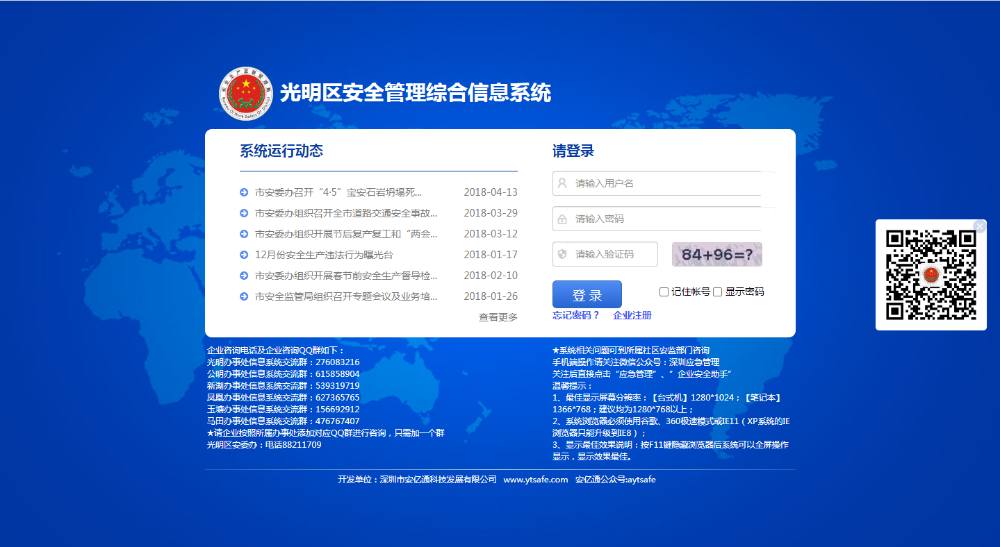 安全生产监督管理局
Bureau Of Work Safety Of District
光明区安全管理综合信息系统
系统运行动态
市安委办召开“4·5”宝安石岩坍塌死... 2018-04-13
市安委办组织召开全市道路交通安全事故... 2018-03-29
市安委办组织开展节后复产复工和“两会... 2018-03-12
12月份安全生产违法行为曝光台 2018-01-17
市安委办组织开展春节前安全生产督导检... 2018-02-10
市安全监管局组织召开专题会议及业务培... 2018-01-26
查看更多
请登录
请输入用户名
请输入密码
请输入验证码 84+96=?
登 录 记住帐号 显示密码
忘记密码？ 企业注册
企业咨询电话及企业咨询QQ群如下：
光明办事处信息系统交流群：276083216
公明办事处信息系统交流群：615858904
新湖办事处信息系统交流群：539319719
凤凰办事处信息系统交流群：627365765
玉塘办事处信息系统交流群：156692912
马田办事处信息系统交流群：476767407
★请企业按照所属办事处添加对应QQ群进行咨询，只需加一个群
光明区安委办：电话88211709
★系统相关问题可到所属社区安监部门咨询
手机端操作请关注微信公众号：深圳应急管理
关注后直接点击“应急管理”、”企业安全助手”
温馨提示：
1、最佳显示屏幕分辨率：【台式机】1280*1024；【笔记本】
1366*768；建议均为1280*768以上；
2、系统浏览器必须使用谷歌、360极速模式或IE11（XP系统的IE
浏览器只能升级到IE8）；
3、显示最佳效果说明：按F11键隐藏浏览器后系统可以全屏操作
显示，显示效果最佳。
开发单位：深圳市安亿通科技发展有限公司 www.ytsafe.com 安亿通公众号:aytsafe